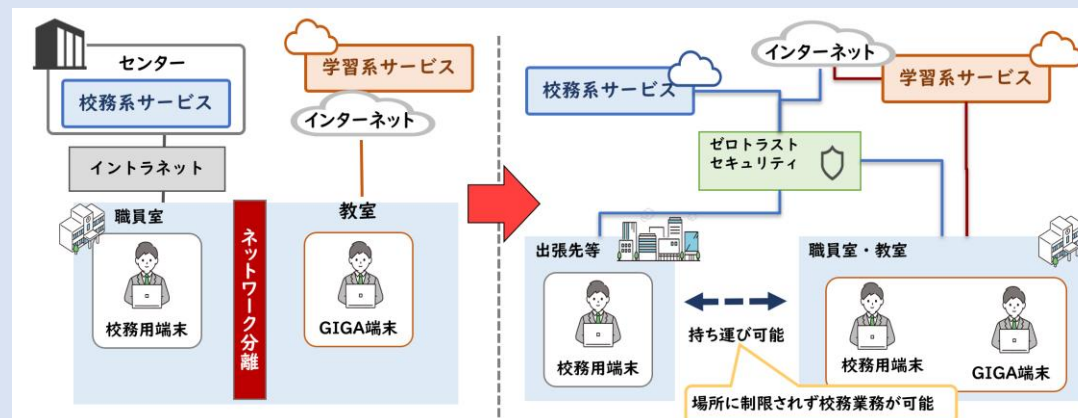 センター
校務系サービス
イントラネット
学習系サービス
インターネット
職員室
校務用端末
ネットワーク分離
教室
GIGA端末
インターネット
校務系サービス
学習系サービス
ゼロトラスト
セキュリティ
出張先等
校務用端末
持ち運び可能
職員室・教室
校務用端末
GIGA端末
場所に制限されず校務業務が可能